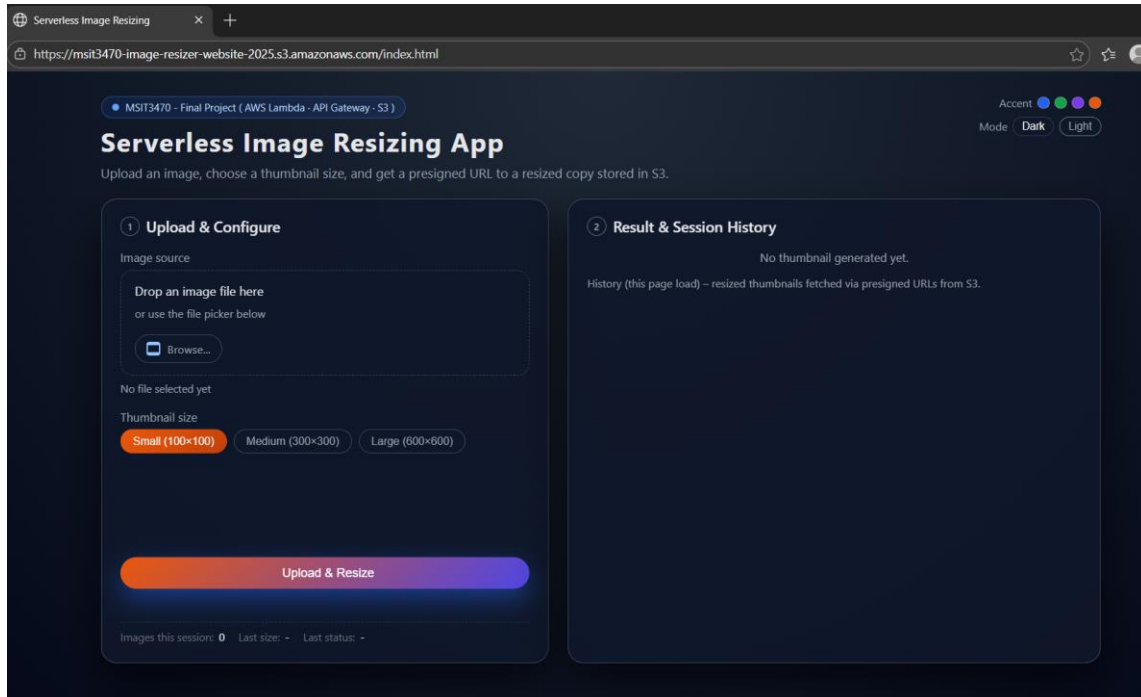 Serverless Image Resizing
https://msit3470-image-resizer-website-2025.s3.amazonaws.com/index.html
MSIT3470 - Final Project ( AWS Lambda · API Gateway · S3 )
Accent
Mode Dark Light
Serverless Image Resizing App
Upload an image, choose a thumbnail size, and get a presigned URL to a resized copy stored in S3.
1 Upload & Configure
Image source
Drop an image file here
or use the file picker below
Browse...
No file selected yet
Thumbnail size
Small (100×100) Medium (300×300) Large (600×600)
Upload & Resize
Images this session: 0 Last size: - Last status: -
2 Result & Session History
No thumbnail generated yet.
History (this page load) – resized thumbnails fetched via presigned URLs from S3.